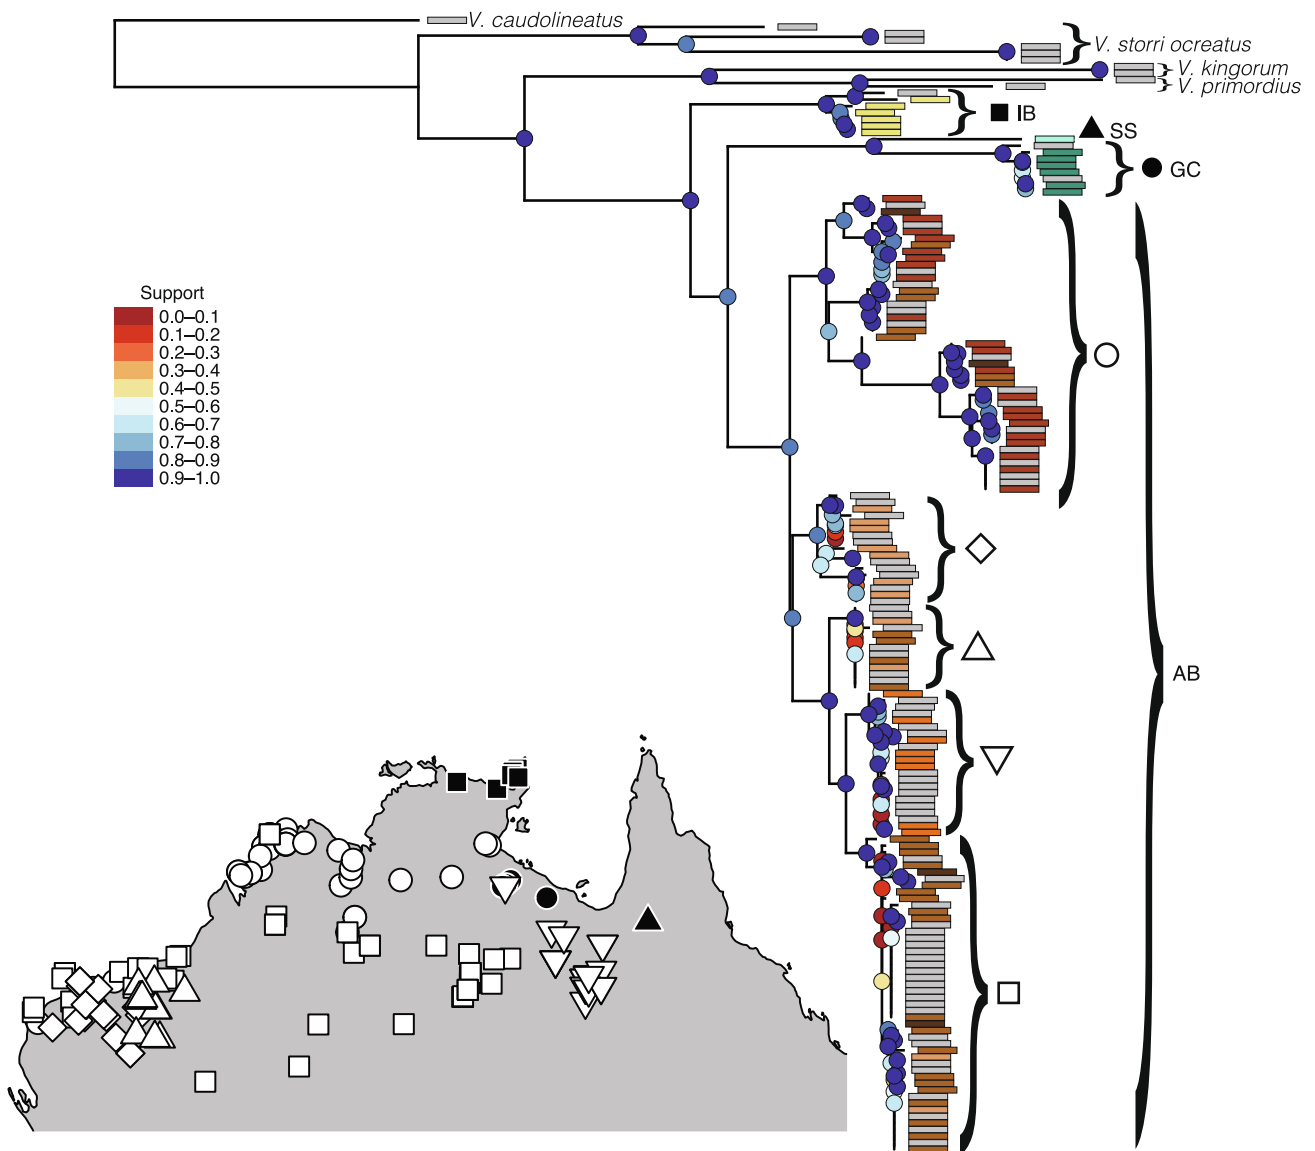 V. caudolineatus
V. storri ocreatus
V. kingorum
V. primordius
IB
SS
GC
Support
0.0–0.1
0.1–0.2
0.2–0.3
0.3–0.4
0.4–0.5
0.5–0.6
0.6–0.7
0.7–0.8
0.8–0.9
0.9–1.0
AB